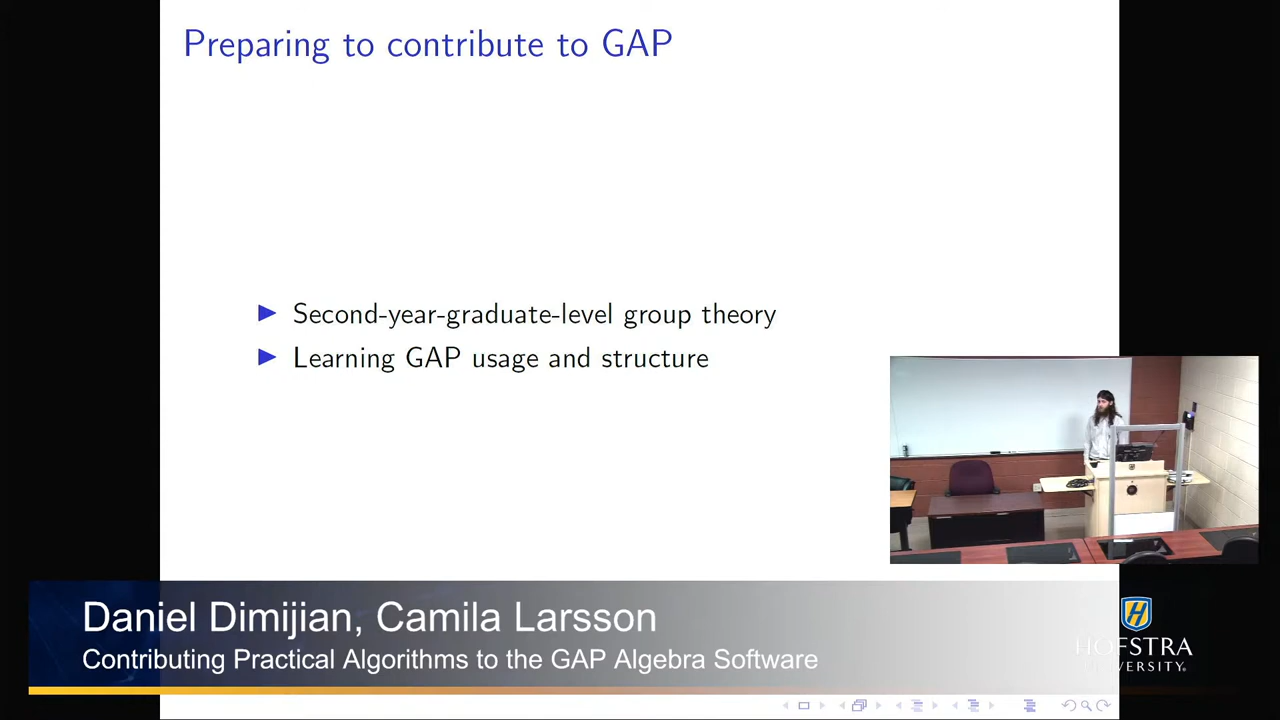 Preparing to contribute to GAP
Second-year-graduate-level group theory
Learning GAP usage and structure
Daniel Dimijian, Camila Larsson
Contributing Practical Algorithms to the GAP Algebra Software
HOFSTRA
UNIVERSITY®